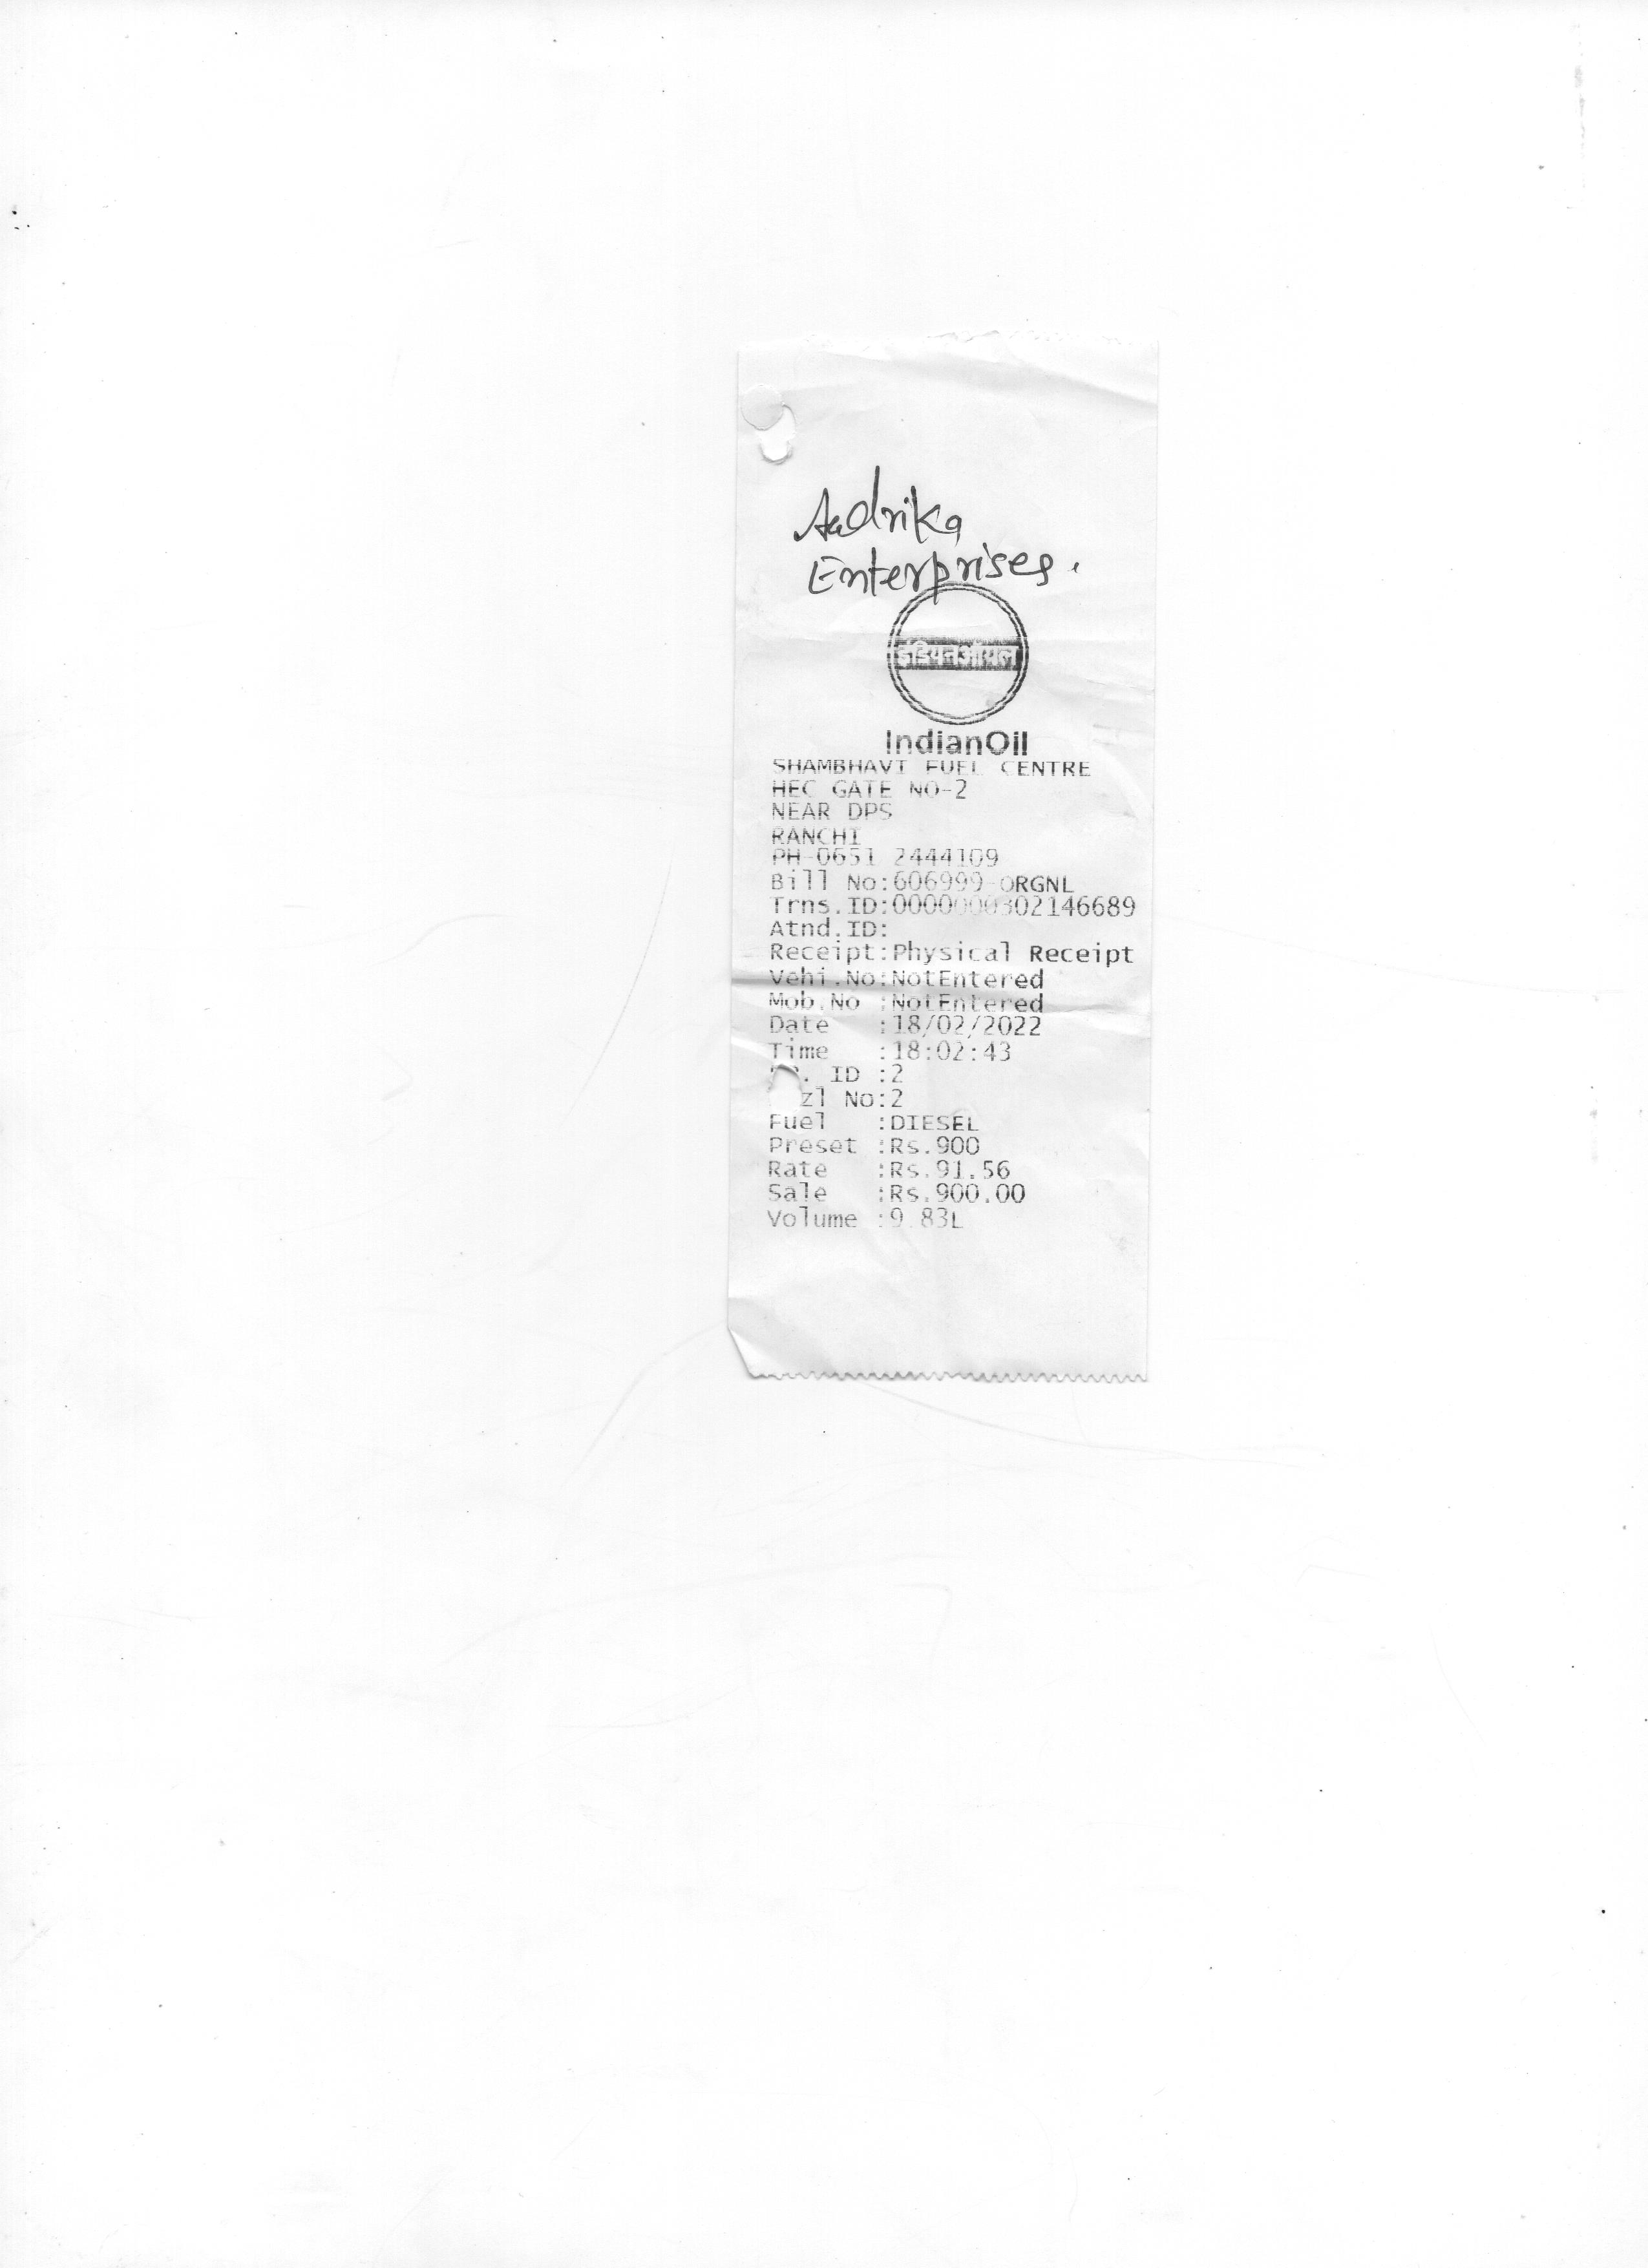 Aadrika
Enterprises.
इंडियनऑयल
IndianOil
SHAMBHAVI FUEL CENTRE
HEC GATE NO-2
NEAR DPS
RANCHI
PH-0651 2444109
Bill No:606999-ORGNL
Trns.ID:0000000302146689
Atnd.ID:
Receipt:Physical Receipt
Vehi.No:NotEntered
Mob.No :NotEntered
Date :18/02/2022
Time :18:02:43
ID :2
No:2
Fuel :DIESEL
Preset :Rs.900
Rate :Rs.91.56
Sale :Rs.900.00
Volume :9.83L